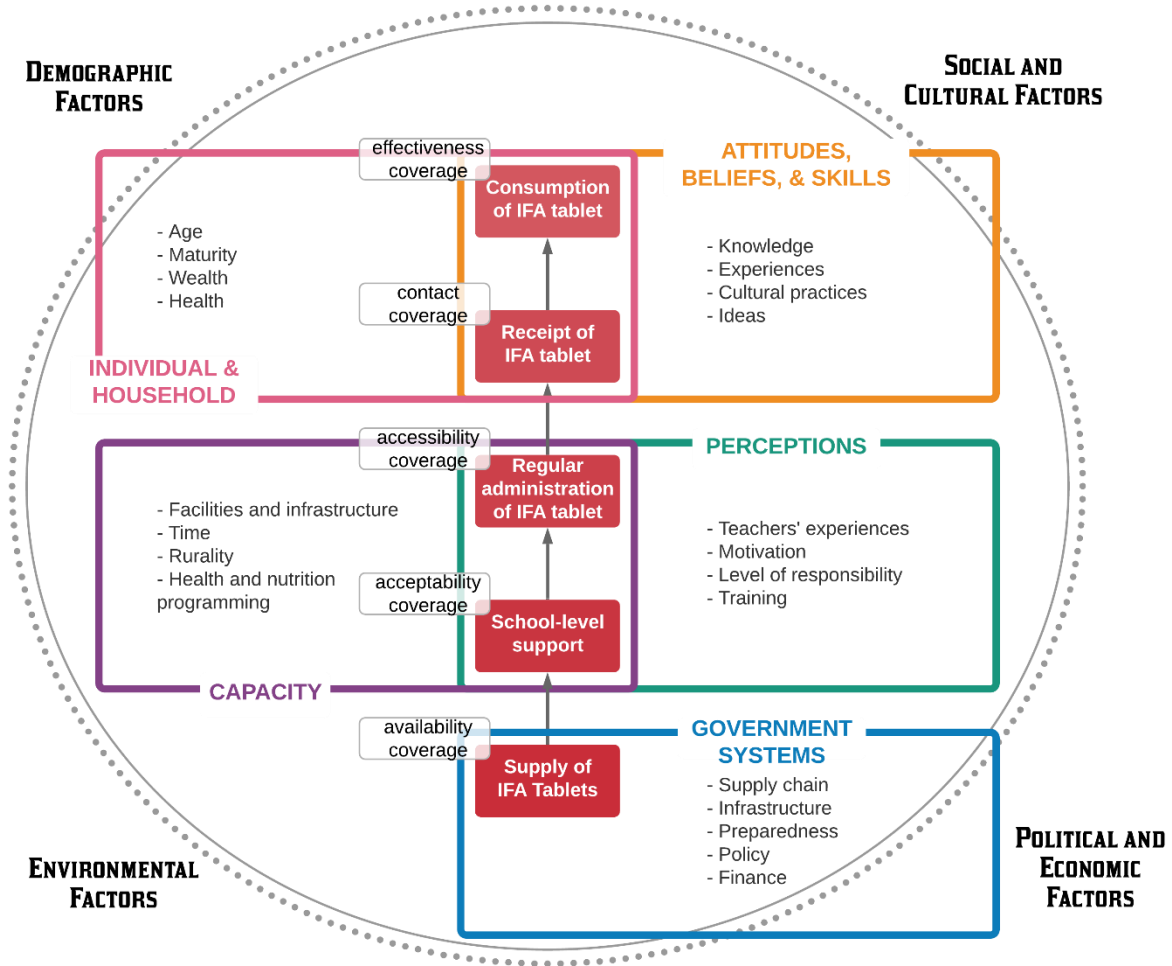 DEMOGRAPHIC
FACTORS
SOCIAL AND
CULTURAL FACTORS
effectiveness
coverage
Consumption
of IFA tablet
ATTITUDES,
BELIEFS, & SKILLS
- Age
- Maturity
- Wealth
- Health
- Knowledge
- Experiences
- Cultural practices
- Ideas
contact
coverage
Receipt of
IFA tablet
INDIVIDUAL &
HOUSEHOLD
accessibility
coverage
Regular
administration
of IFA tablet
PERCEPTIONS
- Facilities and infrastructure
- Time
- Rurality
- Health and nutrition
programming
- Teachers' experiences
- Motivation
- Level of responsibility
- Training
acceptability
coverage
School-level
support
CAPACITY
availability
coverage
Supply of
IFA Tablets
GOVERNMENT
SYSTEMS
- Supply chain
- Infrastructure
- Preparedness
- Policy
- Finance
ENVIRONMENTAL
FACTORS
POLITICAL AND
ECONOMIC
FACTORS